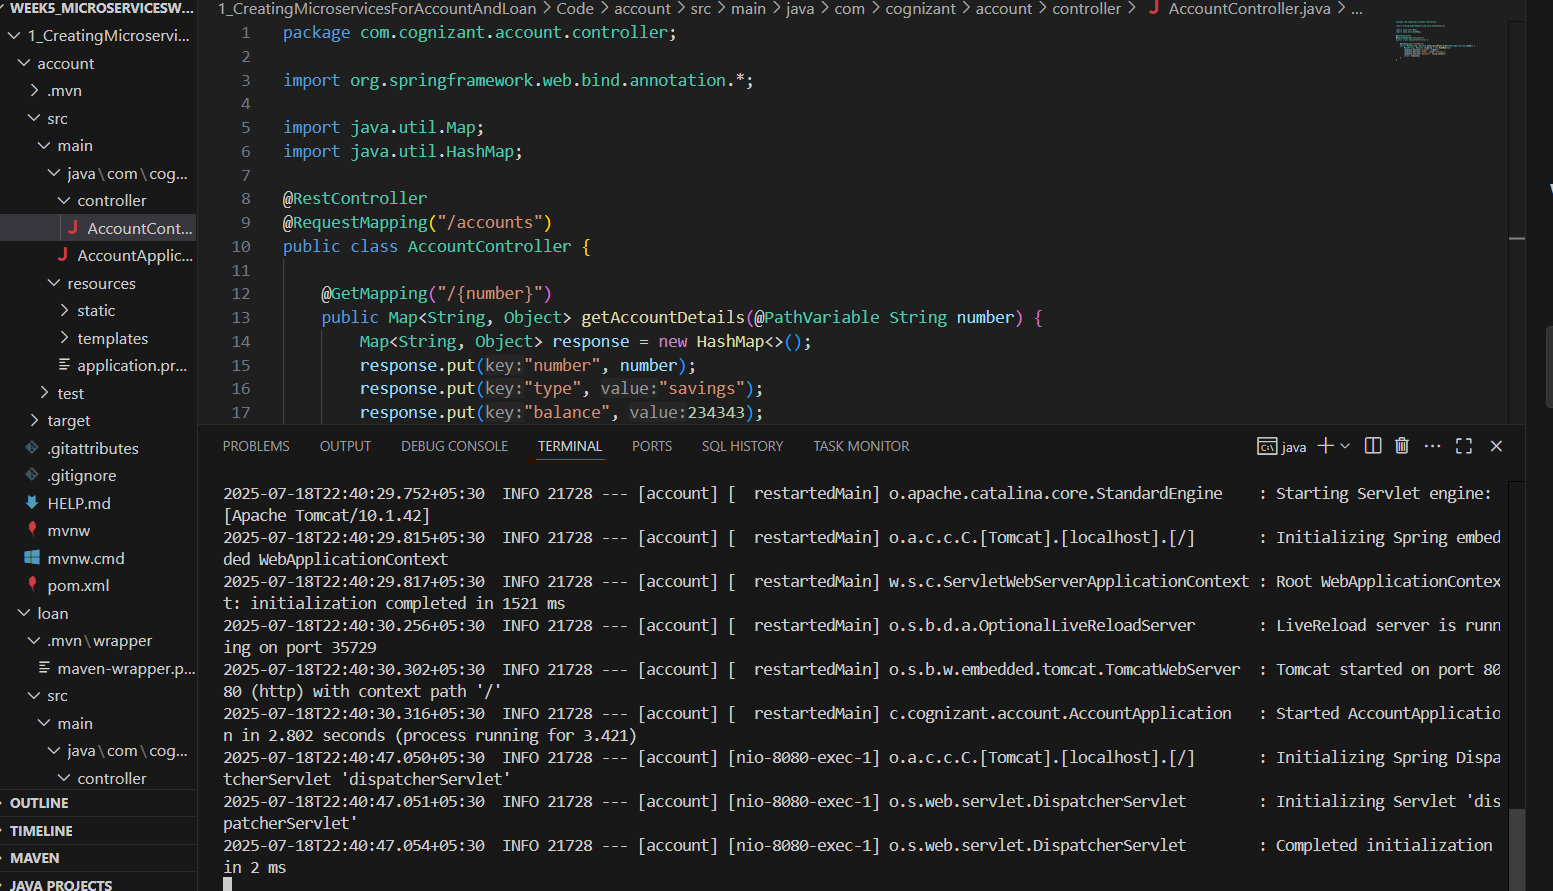 WEEK5_MICROSERVICESW...
1_CreatingMicroservi...
account
.mvn
src
main
java\com\cog...
controller
AccountCont...
AccountApplic...
resources
static
templates
application.pr...
test
target
.gitattributes
.gitignore
HELP.md
mvnw
mvnw.cmd
pom.xml
loan
.mvn\wrapper
maven-wrapper.p...
src
main
java\com\cog...
controller
OUTLINE
TIMELINE
MAVEN
JAVA PROJECTS
1_CreatingMicroservicesForAccountAndLoan > Code > account > src > main > java > com > cognizant > account > controller > AccountController.java > ...
1 package com.cognizant.account.controller;
2
3 import org.springframework.web.bind.annotation.*;
4
5 import java.util.Map;
6 import java.util.HashMap;
7
8 @RestController
9 @RequestMapping("/accounts")
10 public class AccountController {
11
12 @GetMapping("/{number}")
13 public Map<String, Object> getAccountDetails(@PathVariable String number) {
14 Map<String, Object> response = new HashMap<>();
15 response.put(key:"number", number);
16 response.put(key:"type", value:"savings");
17 response.put(key:"balance", value:234343);
PROBLEMS OUTPUT DEBUG CONSOLE TERMINAL PORTS SQL HISTORY TASK MONITOR java
2025-07-18T22:40:29.752+05:30 INFO 21728 --- [account] [ restartedMain] o.apache.catalina.core.StandardEngine : Starting Servlet engine:
[Apache Tomcat/10.1.42]
2025-07-18T22:40:29.815+05:30 INFO 21728 --- [account] [ restartedMain] o.a.c.c.C.[Tomcat].[localhost].[/] : Initializing Spring embed
ded WebApplicationContext
2025-07-18T22:40:29.817+05:30 INFO 21728 --- [account] [ restartedMain] w.s.c.ServletWebServerApplicationContext : Root WebApplicationContex
t: initialization completed in 1521 ms
2025-07-18T22:40:30.256+05:30 INFO 21728 --- [account] [ restartedMain] o.s.b.d.a.OptionalLiveReloadServer : LiveReload server is runn
ing on port 35729
2025-07-18T22:40:30.302+05:30 INFO 21728 --- [account] [ restartedMain] o.s.b.w.embedded.tomcat.TomcatWebServer : Tomcat started on port 80
80 (http) with context path '/'
2025-07-18T22:40:30.316+05:30 INFO 21728 --- [account] [ restartedMain] c.cognizant.account.AccountApplication : Started AccountApplicatio
n in 2.802 seconds (process running for 3.421)
2025-07-18T22:40:47.050+05:30 INFO 21728 --- [account] [nio-8080-exec-1] o.a.c.c.C.[Tomcat].[localhost].[/] : Initializing Spring Dispa
tcherServlet 'dispatcherServlet'
2025-07-18T22:40:47.051+05:30 INFO 21728 --- [account] [nio-8080-exec-1] o.s.web.servlet.DispatcherServlet : Initializing Servlet 'dis
patcherServlet'
2025-07-18T22:40:47.054+05:30 INFO 21728 --- [account] [nio-8080-exec-1] o.s.web.servlet.DispatcherServlet : Completed initialization
in 2 ms